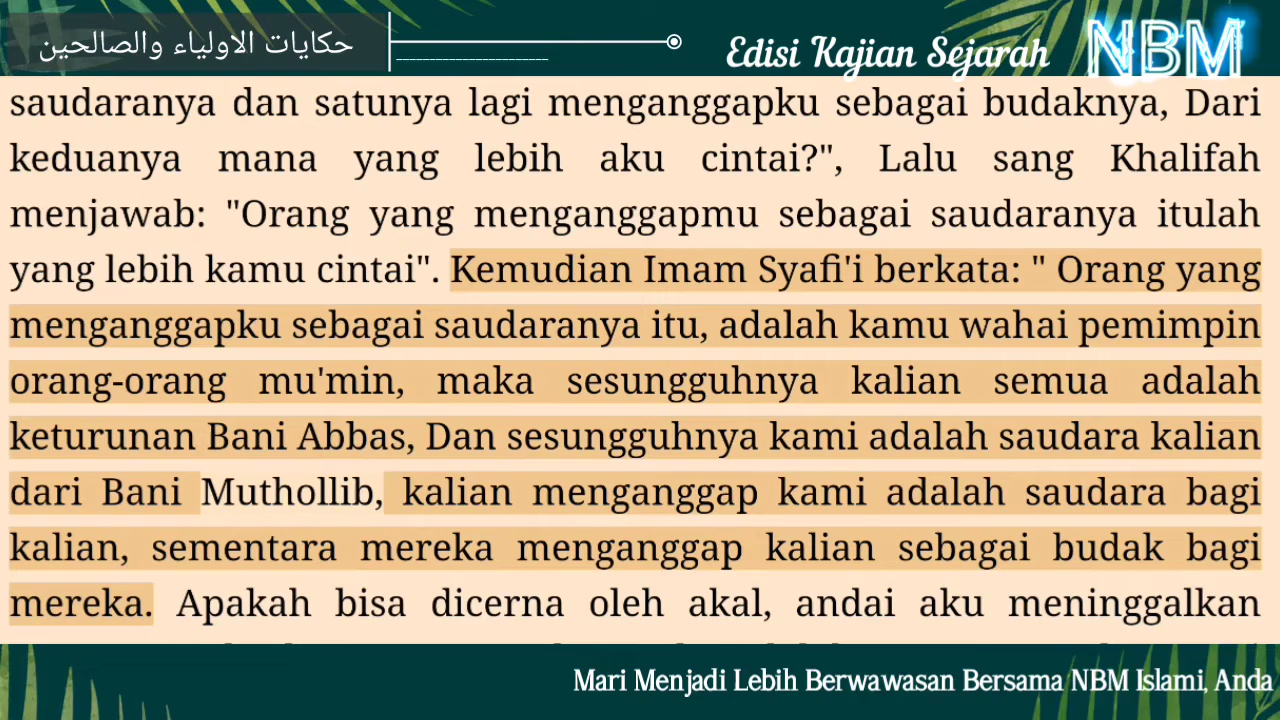 حكايات الاولياء والصالحين
Edisi Kajian Sejarah
NBM
saudaranya dan satunya lagi menganggapku sebagai budaknya, Dari
keduanya mana yang lebih aku cintai?", Lalu sang Khalifah
menjawab: "Orang yang menganggapmu sebagai saudaranya itulah
yang lebih kamu cintai". Kemudian Imam Syafi'i berkata: " Orang yang
menganggapku sebagai saudaranya itu, adalah kamu wahai pemimpin
orang-orang mu'min, maka sesungguhnya kalian semua adalah
keturunan Bani Abbas, Dan sesungguhnya kami adalah saudara kalian
dari Bani Muthollib, kalian menganggap kami adalah saudara bagi
kalian, sementara mereka menganggap kalian sebagai budak bagi
mereka. Apakah bisa dicerna oleh akal, andai aku meninggalkan
Mari Menjadi Lebih Berwawasan Bersama NBM Islami, Anda